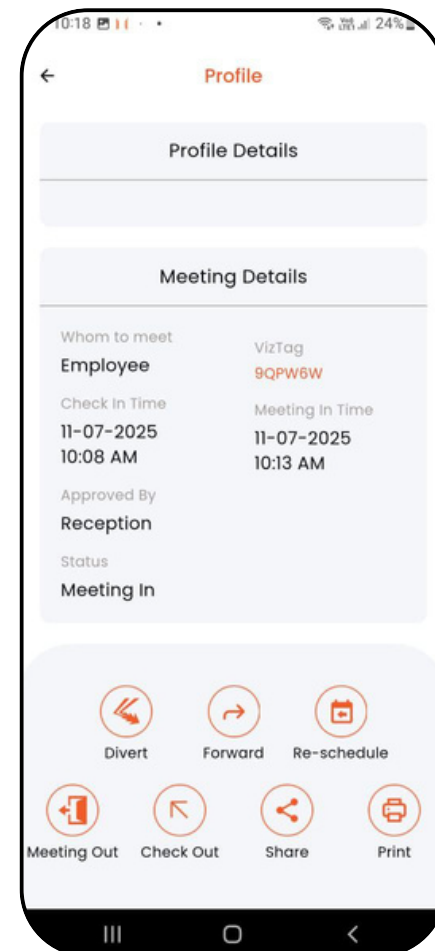 10:18 24%
Profile
Profile Details
Meeting Details
Whom to meet
Employee
VizTag
9QPW6W
Check In Time
11-07-2025
10:08 AM
Meeting In Time
11-07-2025
10:13 AM
Approved By
Reception
Status
Meeting In
Divert Forward Re-schedule
Meeting Out Check Out Share Print